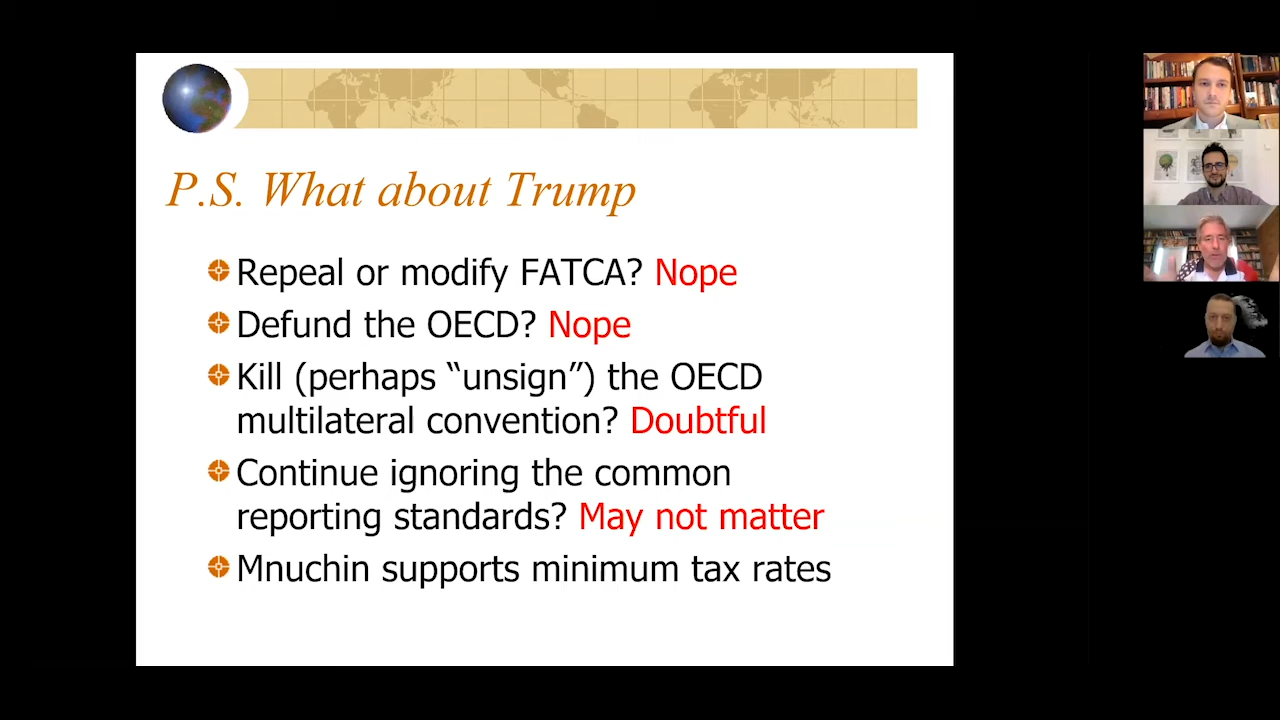 P.S. What about Trump
Repeal or modify FATCA? Nope
Defund the OECD? Nope
Kill (perhaps “unsign”) the OECD
multilateral convention? Doubtful
Continue ignoring the common
reporting standards? May not matter
Mnuchin supports minimum tax rates